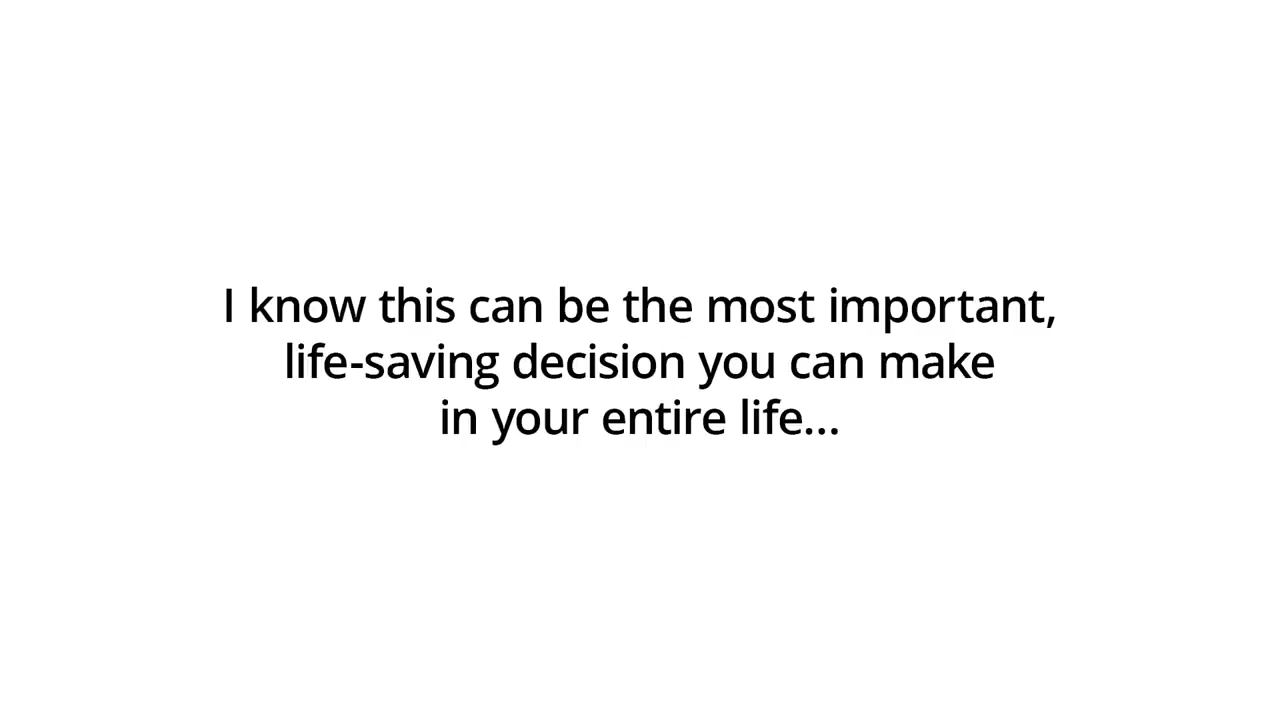 I know this can be the most important,
life-saving decision you can make
in your entire life...